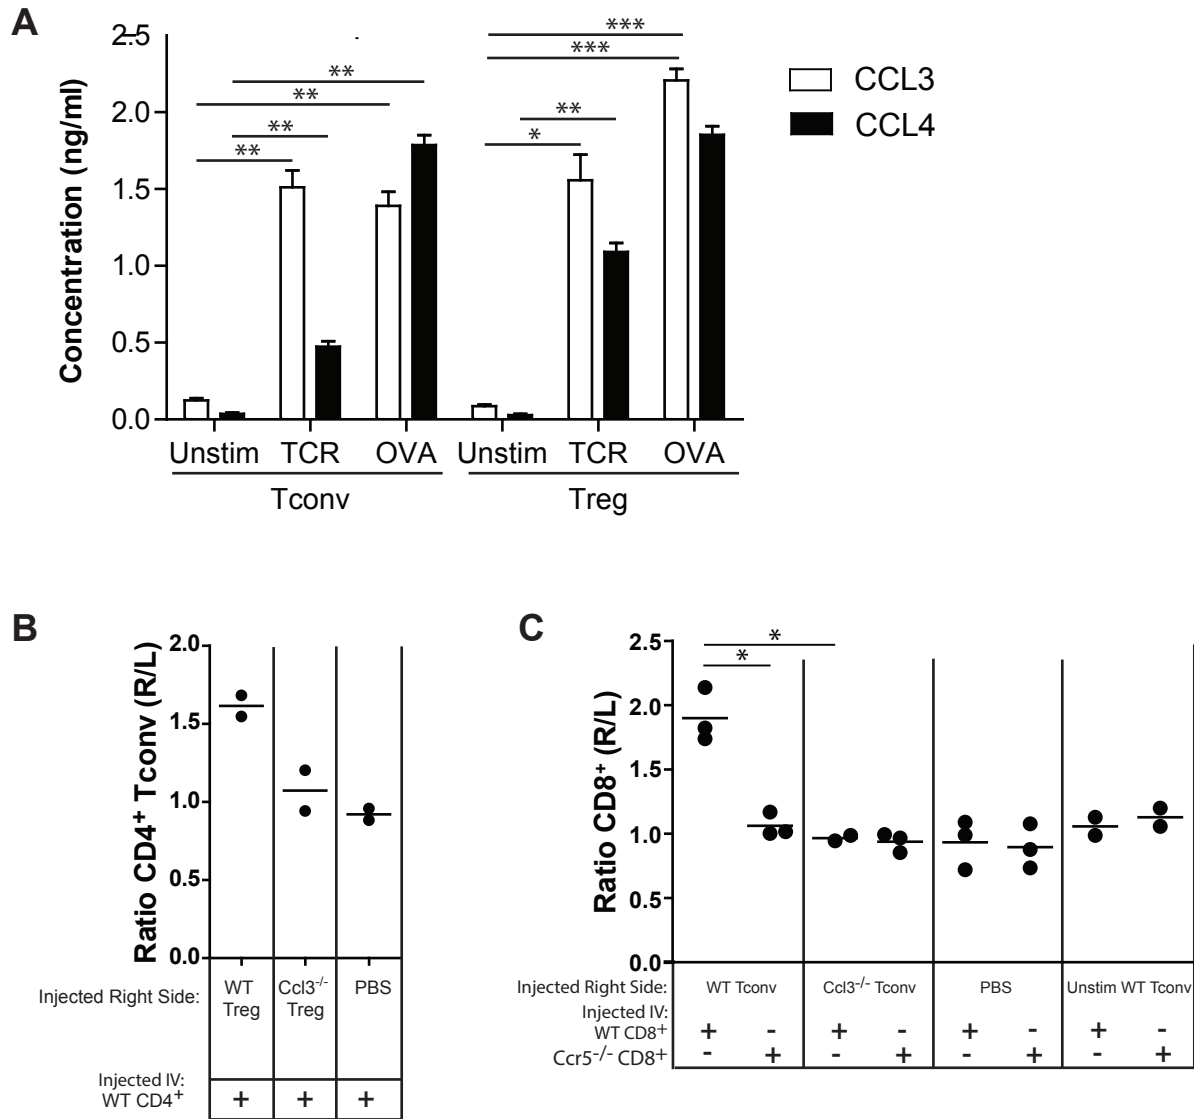 A
2.5
2.0
1.5
1.0
0.5
0.0
Concentration (ng/ml)
***
***
**
**
**
**
**
*
CCL3
CCL4
Unstim TCR OVA Unstim TCR OVA
Tconv Treg
B
2.0
1.5
1.0
0.5
0.0
Ratio CD4+ Tconv (R/L)
Injected Right Side: WT Treg Ccl3-/- Treg PBS
Injected IV:
WT CD4+ + + +
C
2.5
2.0
1.5
1.0
0.5
0.0
Ratio CD8+ (R/L)
*
*
Injected Right Side: WT Tconv Ccl3-/- Tconv PBS Unstim WT Tconv
Injected IV:
WT CD8+ + - + - + - + -
Ccr5-/- CD8+ - + - + - + - +